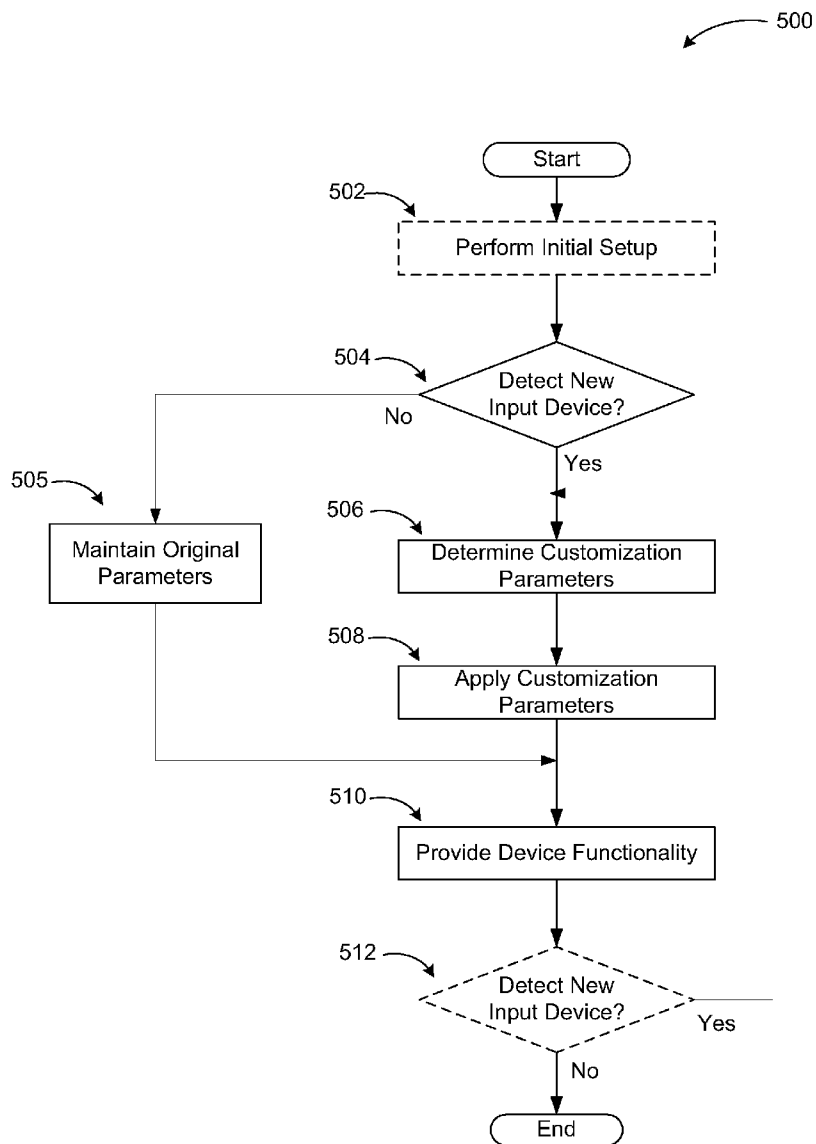 500
Start
502
Perform Initial Setup
504
Detect New
Input Device?
No
Yes
505
Maintain Original
Parameters
506
Determine Customization
Parameters
508
Apply Customization
Parameters
510
Provide Device Functionality
512
Detect New
Input Device?
Yes
No
End